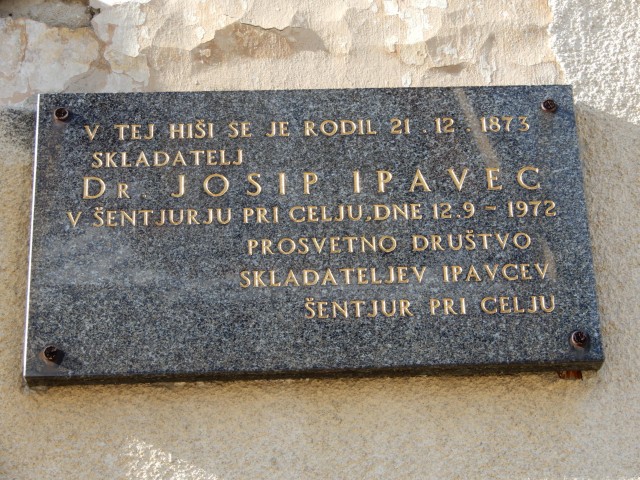 V TEJ HIŠI SE JE RODIL 21.12.1873
SKLADATELJ
DR. JOSIP IPAVEC
V ŠENTJURJU PRI CELJU, DNE 12.9-1972.
PROSVETNO DRUŠTVO
SKLADATELJEV IPAVCEV
ŠENTJUR PRI CELJU